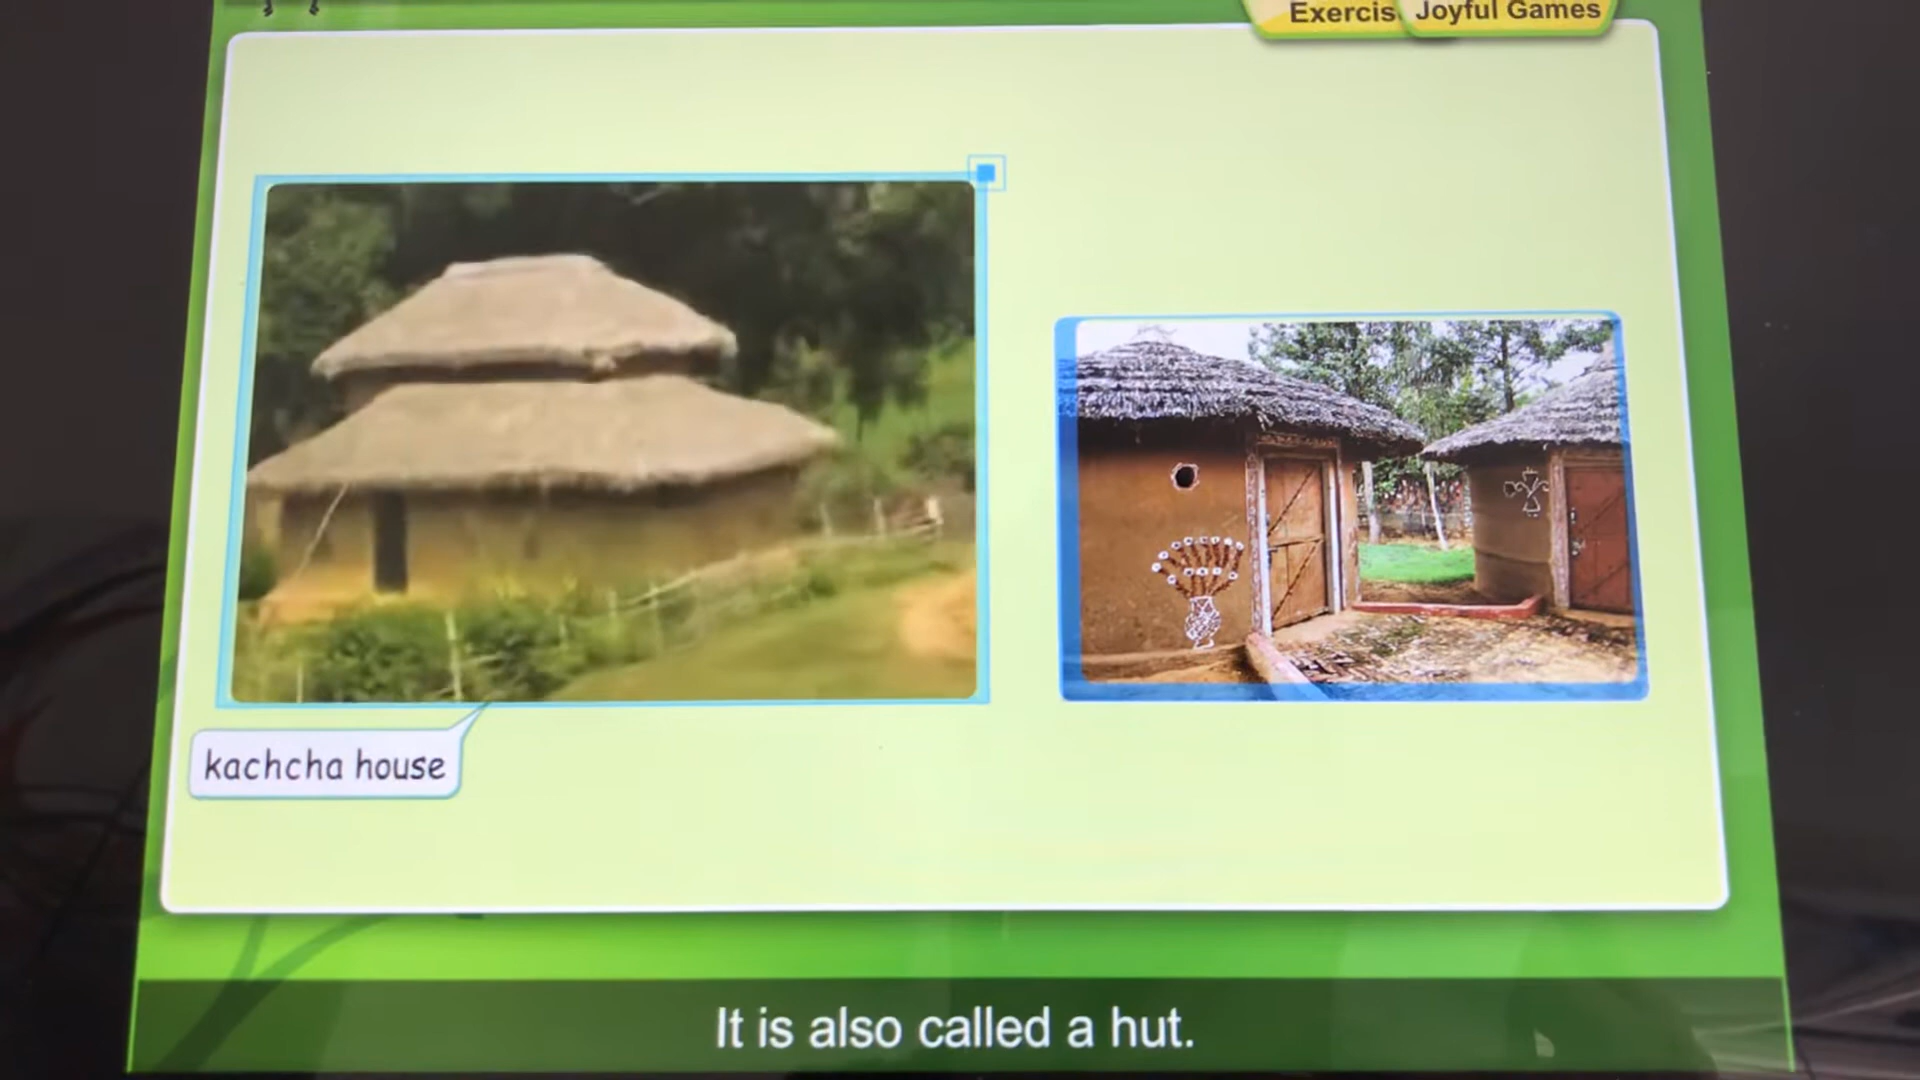 Exercis
Joyful Games
kachcha house
It is also called a hut.